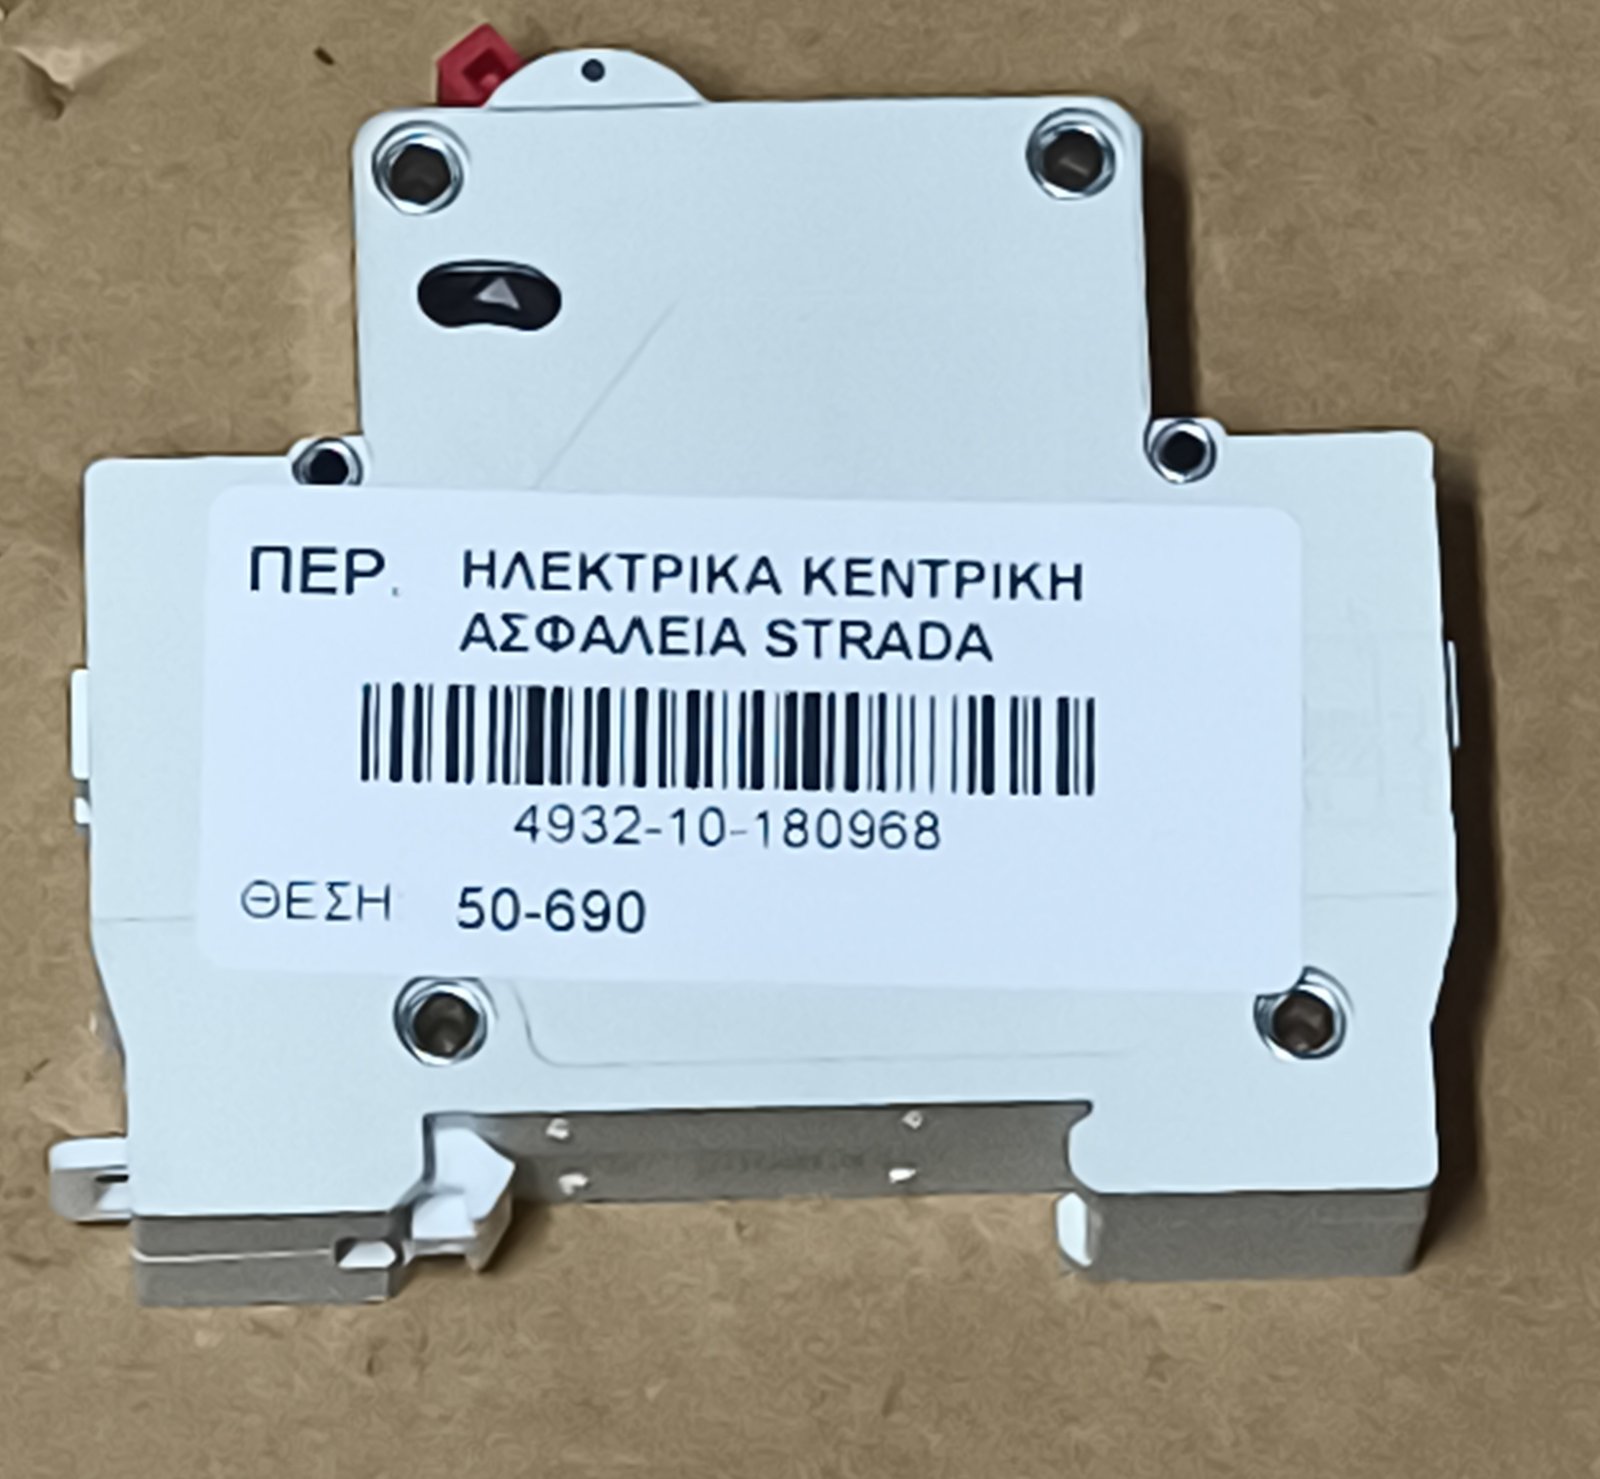 ΠΕΡ. ΗΛΕΚΤΡΙΚΑ ΚΕΝΤΡΙΚΗ
ΑΣΦΑΛΕΙΑ STRADA
4932-10-180968
ΘΕΣΗ 50-690